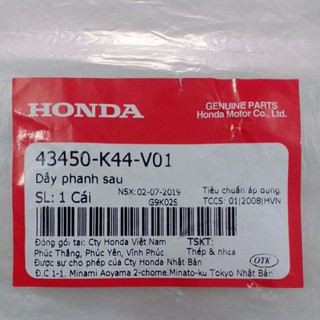 HONDA
GENUINE PARTS
Honda Motor Co., Ltd.
43450-K44-V01
Dây phanh sau
SL: 1 Cái
NSX: 02-07-2019
G9K025
Tiêu chuẩn áp dụng:
TCCS: 01|2008|HVN
Đóng gói tại: Cty Honda Việt Nam
Phúc Thắng, Phúc Yên, Vĩnh Phúc
TSKT:
Thép & nhựa
Được sự cho phép của Cty Honda Nhật Bản
Đ.C 1-1, Minami Aoyama 2-chome, Minato-ku Tokyo Nhật Bản
QTK